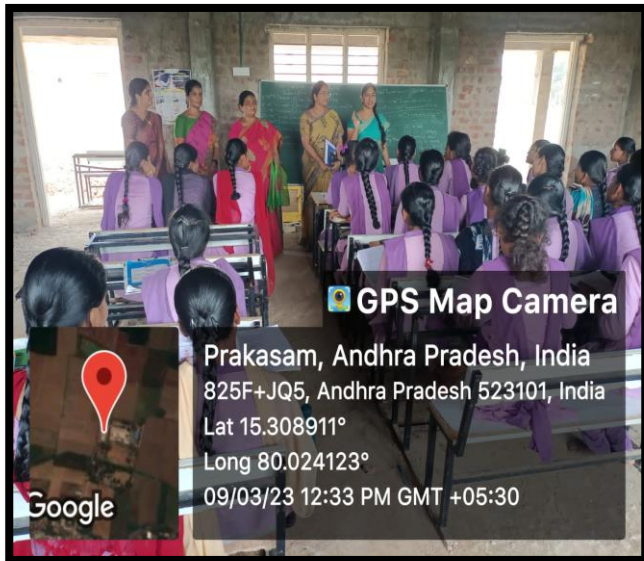 GPS Map Camera
Prakasam, Andhra Pradesh, India
825F+JQ5, Andhra Pradesh 523101, India
Lat 15.308911°
Long 80.024123°
09/03/23 12:33 PM GMT +05:30
Google